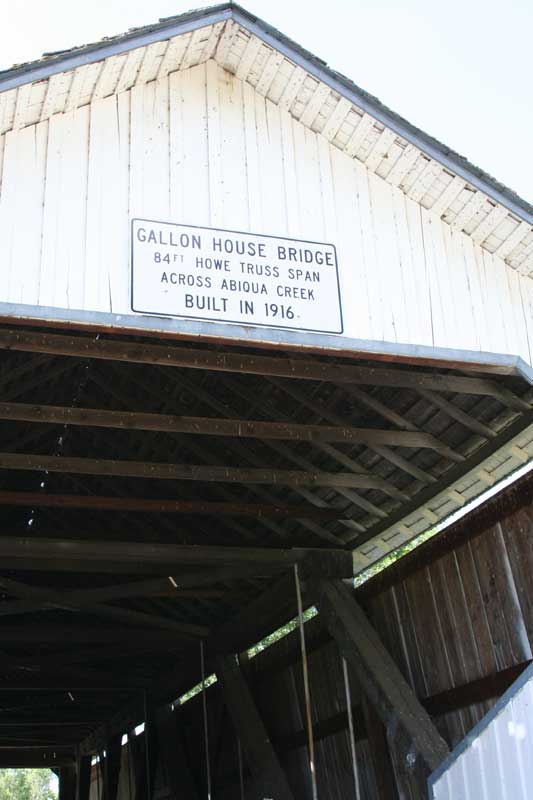 GALLON HOUSE BRIDGE
84FT HOWE TRUSS SPAN
ACROSS ABIQUA CREEK
BUILT IN 1916